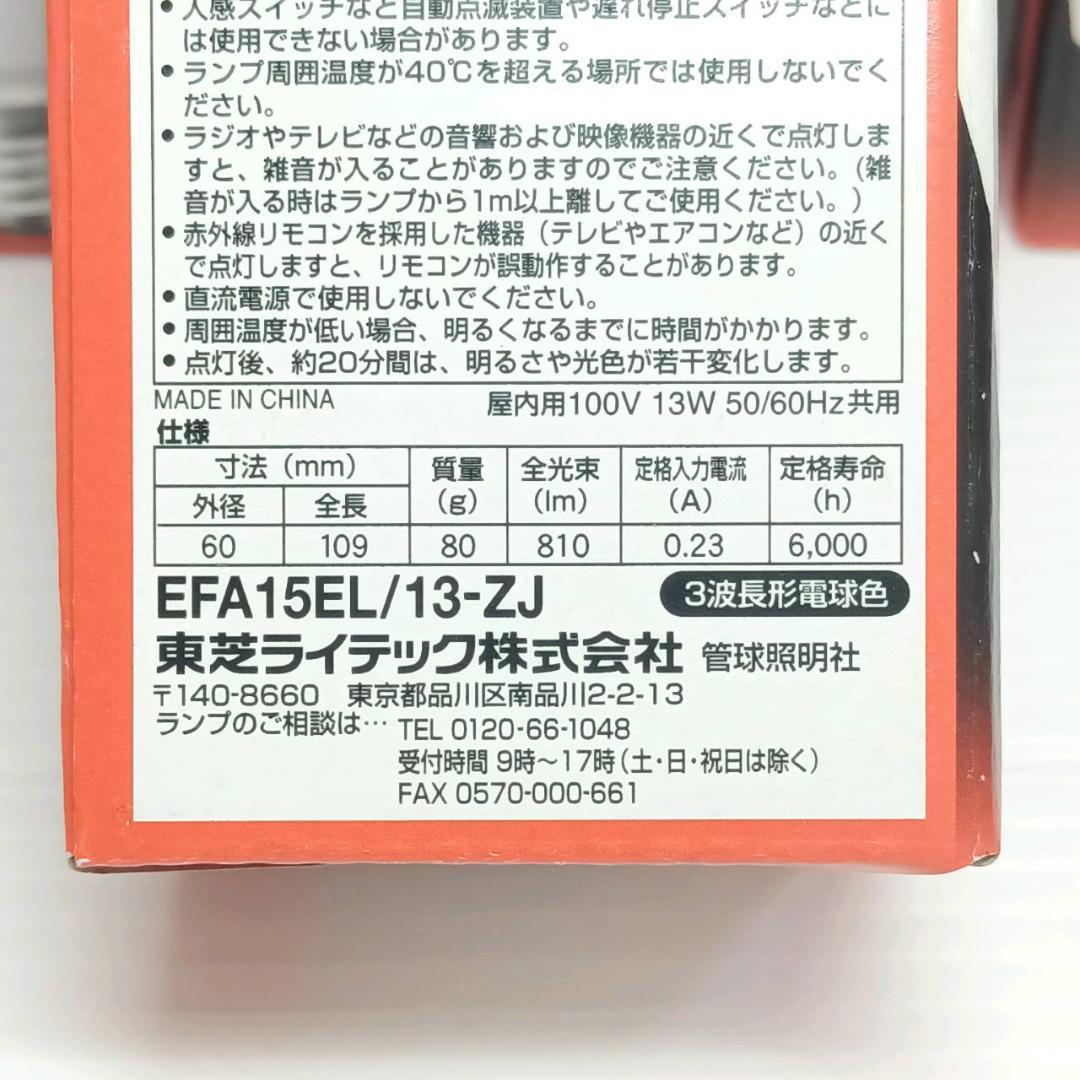 ●人感スイッチなど自動点滅装置や遅れ停止スイッチなどに
は使用できない場合があります。
●ランプ周囲温度が40℃を超える場所では使用しないでく
ださい。
●ラジオやテレビなどの音響および映像機器の近くで点灯しま
すと、雑音が入ることがありますのでご注意ください。(雑
音が入る時はランプから1m以上離してご使用ください。)
●赤外線リモコンを採用した機器(テレビやエアコンなど)の近く
で点灯しますと、リモコンが誤動作することがあります。
●直流電源で使用しないでください。
●周囲温度が低い場合、明るくなるまでに時間がかかります。
●点灯後、約20分間は、明るさや光色が若干変化します。
MADE IN CHINA 屋内用100V 13W 50/60Hz共用
仕様
寸法(mm) 質量(g) 全光束(lm) 定格入力電流(A) 定格寿命(h)
外径 全長
60 109 80 810 0.23 6,000
EFA15EL/13-ZJ 3波長形電球色
東芝ライテック株式会社 管球照明社
〒140-8660 東京都品川区南品川2-2-13
ランプのご相談は… TEL 0120-66-1048
受付時間 9時～17時(土・日・祝日は除く)
FAX 0570-000-661